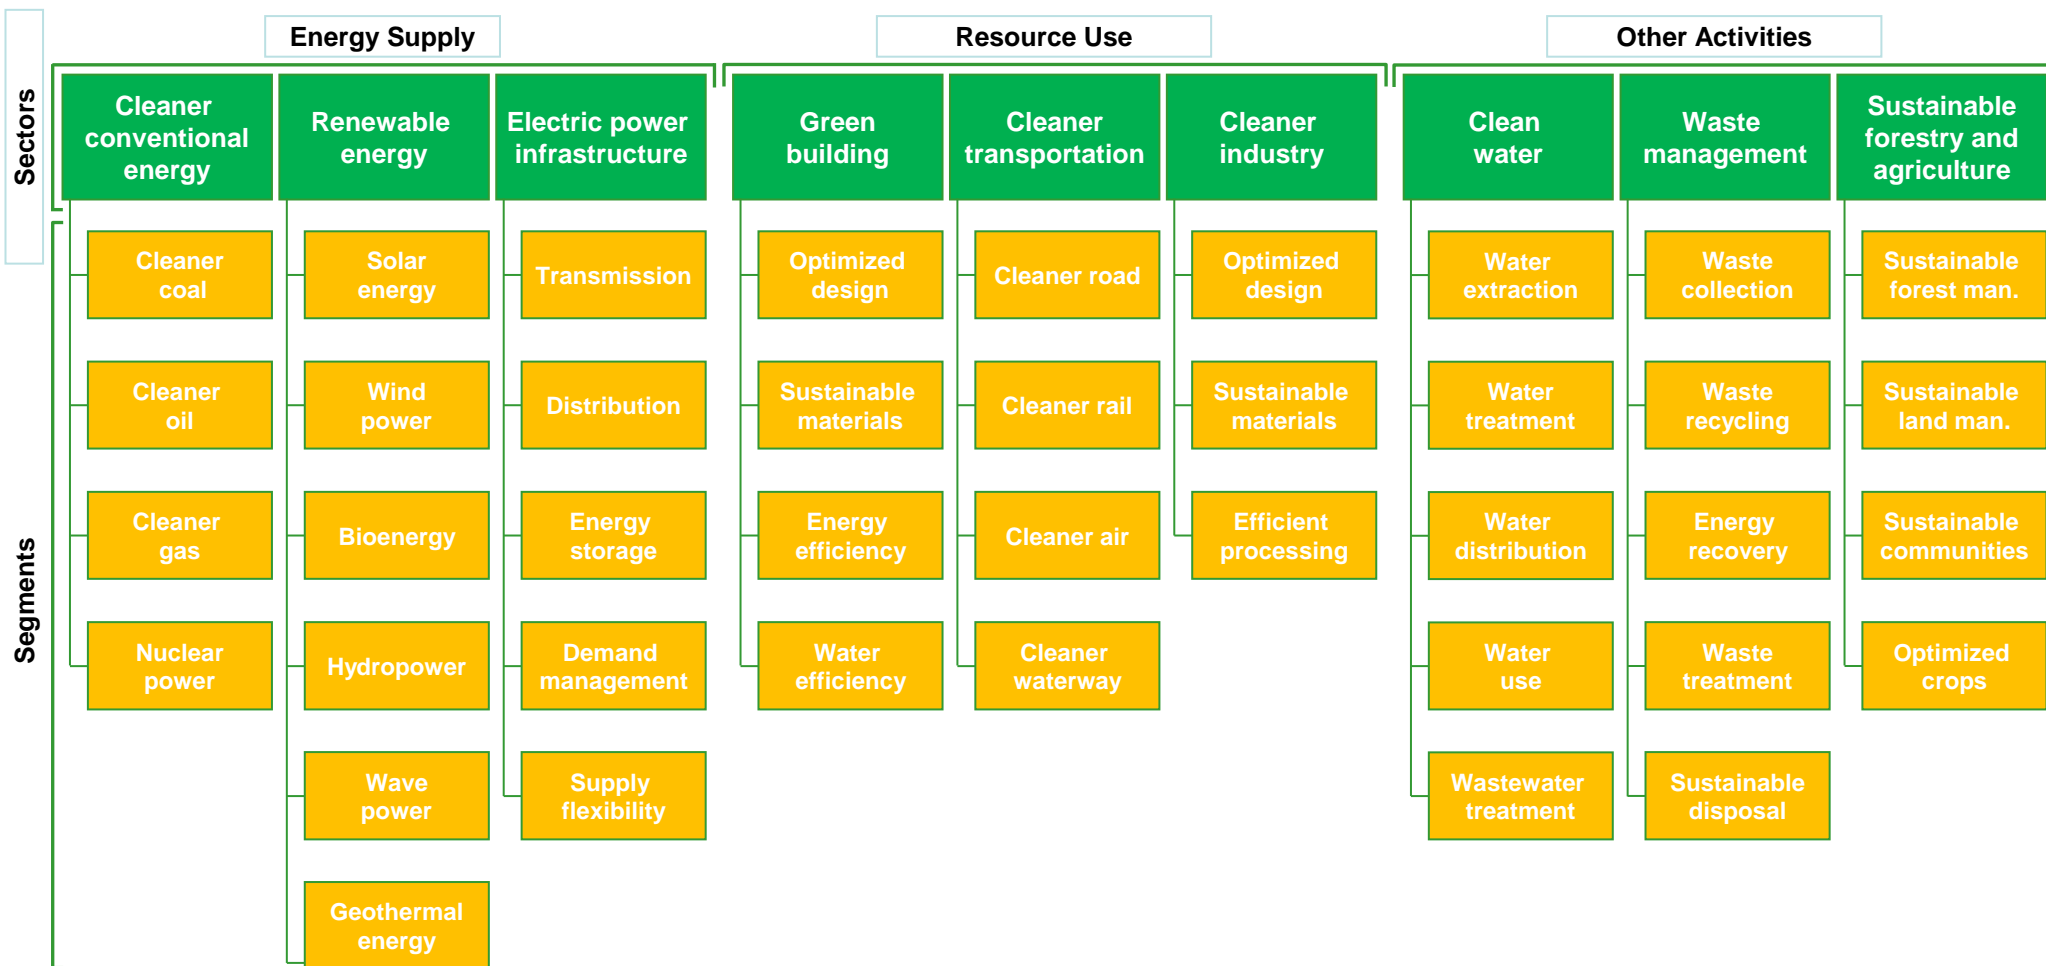 Energy Supply
Resource Use
Other Activities
Sectors
Cleaner
conventional
energy
Renewable
energy
Electric power
infrastructure
Green
building
Cleaner
transportation
Cleaner
industry
Clean
water
Waste
management
Sustainable
forestry and
agriculture
Segments
Cleaner
coal
Solar
energy
Transmission
Optimized
design
Cleaner road
Optimized
design
Water
extraction
Waste
collection
Sustainable
forest man.
Cleaner
oil
Wind
power
Distribution
Sustainable
materials
Cleaner rail
Sustainable
materials
Water
treatment
Waste
recycling
Sustainable
land man.
Cleaner
gas
Bioenergy
Energy
storage
Energy
efficiency
Cleaner air
Efficient
processing
Water
distribution
Energy
recovery
Sustainable
communities
Nuclear
power
Hydropower
Demand
management
Water
efficiency
Cleaner
waterway
Water
use
Waste
treatment
Optimized
crops
Wave
power
Supply
flexibility
Wastewater
treatment
Sustainable
disposal
Geothermal
energy